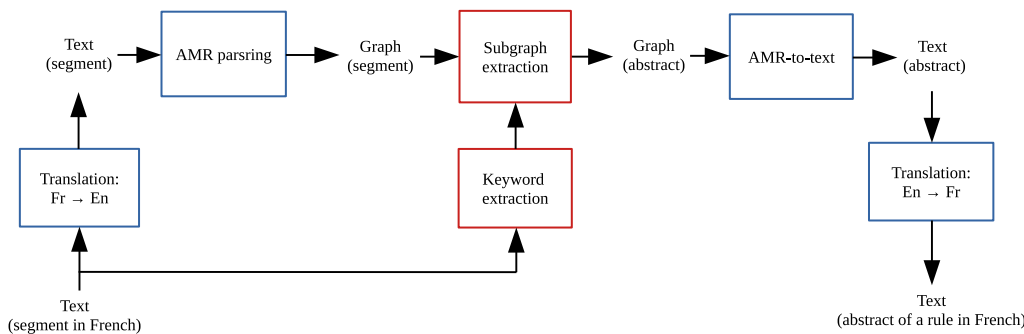 Text
(segment)
AMR parsring
Graph
(segment)
Subgraph
extraction
Graph
(abstract)
AMR-to-text
Text
(abstract)
Translation:
Fr → En
Keyword
extraction
Translation:
En → Fr
Text
(segment in French)
Text
(abstract of a rule in French)